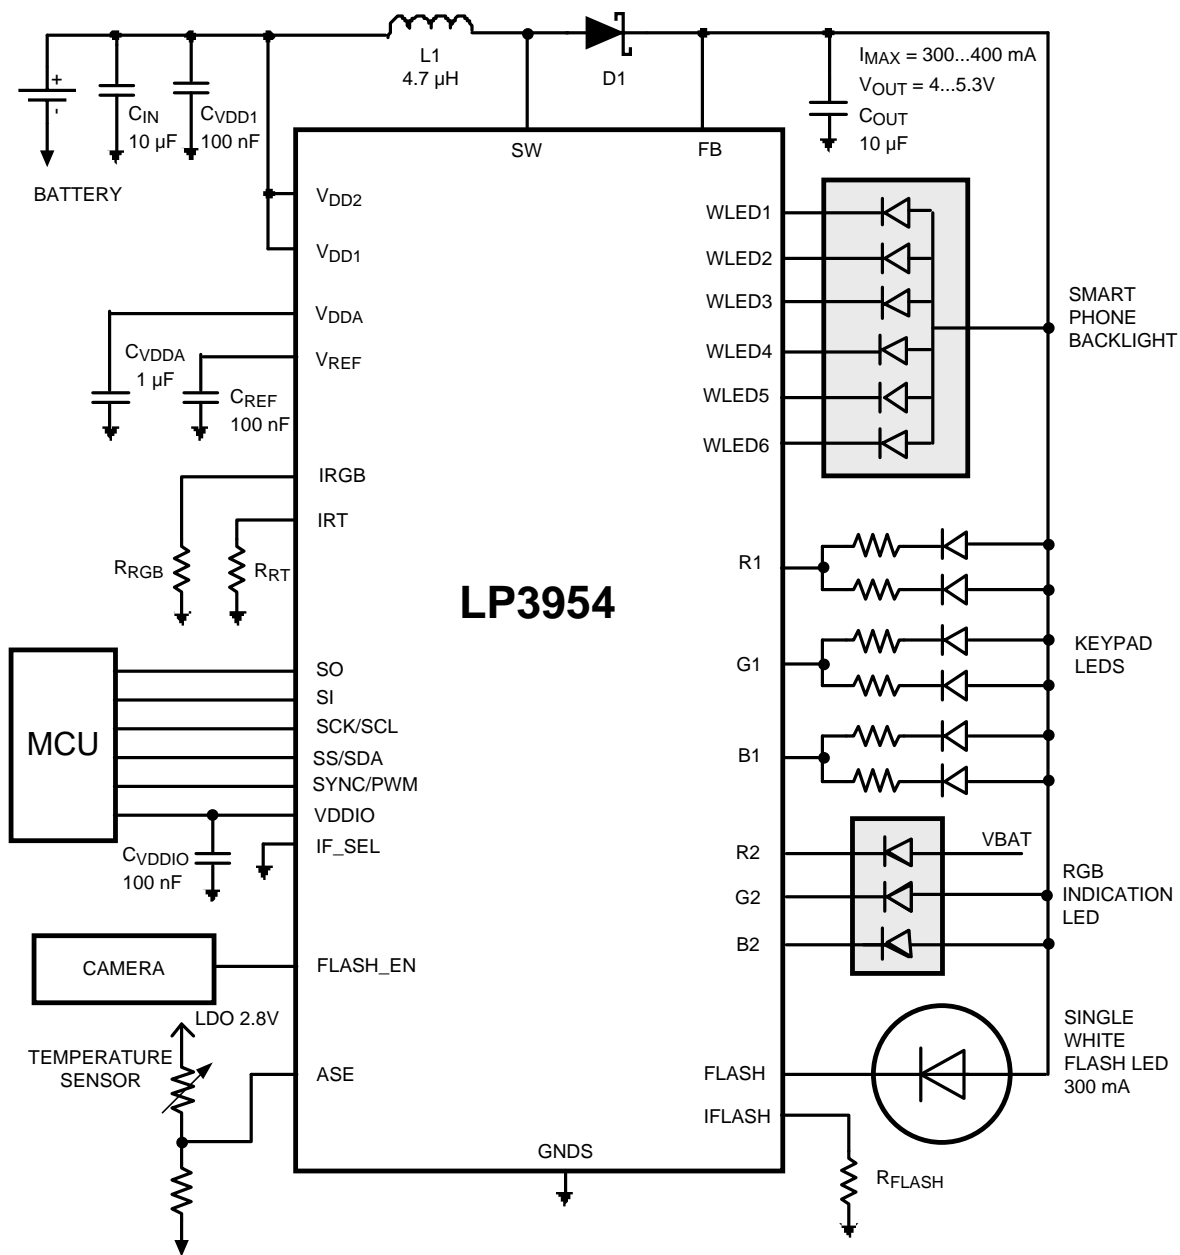 L1
4.7 µH
D1
IMAX = 300...400 mA
VOUT = 4...5.3V
COUT
10 µF
+
-
CIN
10 µF
CVDD1
100 nF
BATTERY
SW
FB
VDD2
VDD1
VDDA
VREF
CVDDA
1 µF
CREF
100 nF
IRGB
IRT
RRGB
RRT
LP3954
MCU
SO
SI
SCK/SCL
SS/SDA
SYNC/PWM
VDDIO
IF_SEL
CVDDIO
100 nF
CAMERA
FLASH_EN
LDO 2.8V
TEMPERATURE
SENSOR
ASE
GNDS
WLED1
WLED2
WLED3
WLED4
WLED5
WLED6
SMART
PHONE
BACKLIGHT
R1
G1
B1
KEYPAD
LEDS
R2
G2
B2
VBAT
RGB
INDICATION
LED
FLASH
IFLASH
SINGLE
WHITE
FLASH LED
300 mA
RFLASH